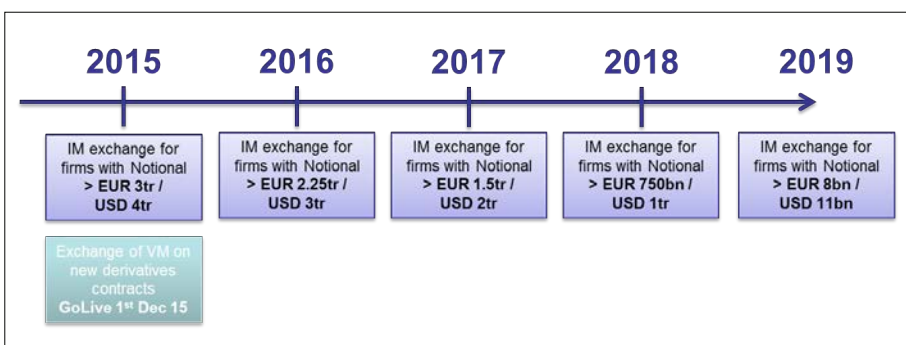 2015
2016
2017
2018
2019
IM exchange for
firms with Notional
> EUR 3tr /
USD 4tr
IM exchange for
firms with Notional
> EUR 2.25tr /
USD 3tr
IM exchange for
firms with Notional
> EUR 1.5tr /
USD 2tr
IM exchange for
firms with Notional
> EUR 750bn /
USD 1tr
IM exchange for
firms with Notional
> EUR 8bn /
USD 11bn
Exchange of VM on
new derivatives
contracts
GoLive 1st Dec 15